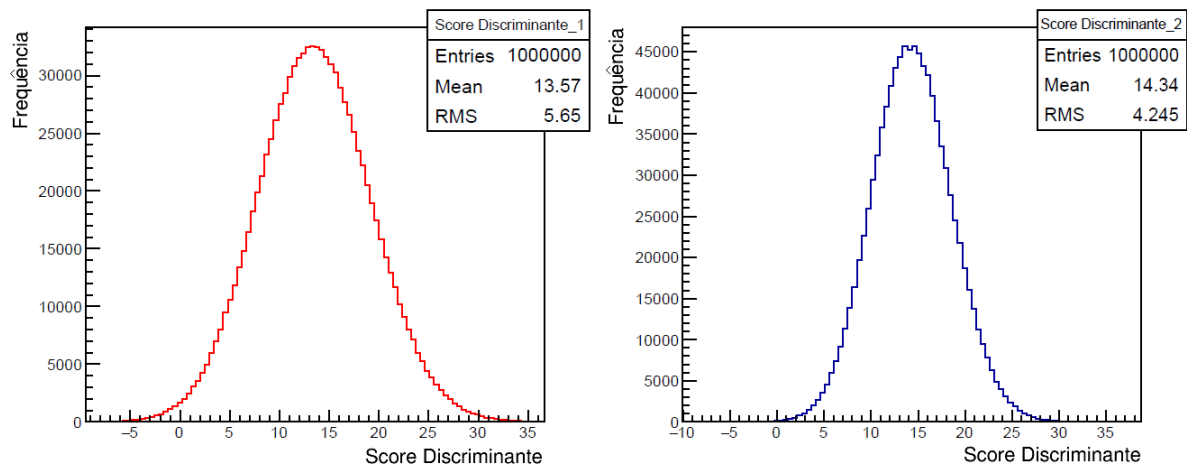 Score Discriminante_1
Entries 1000000
Mean 13.57
RMS 5.65
Frequência
30000
25000
20000
15000
10000
5000
0
−5 0 5 10 15 20 25 30 35
Score Discriminante
Score Discriminante_2
Entries 1000000
Mean 14.34
RMS 4.245
Frequência
45000
40000
35000
30000
25000
20000
15000
10000
5000
0
−10 −5 0 5 10 15 20 25 30 35
Score Discriminante